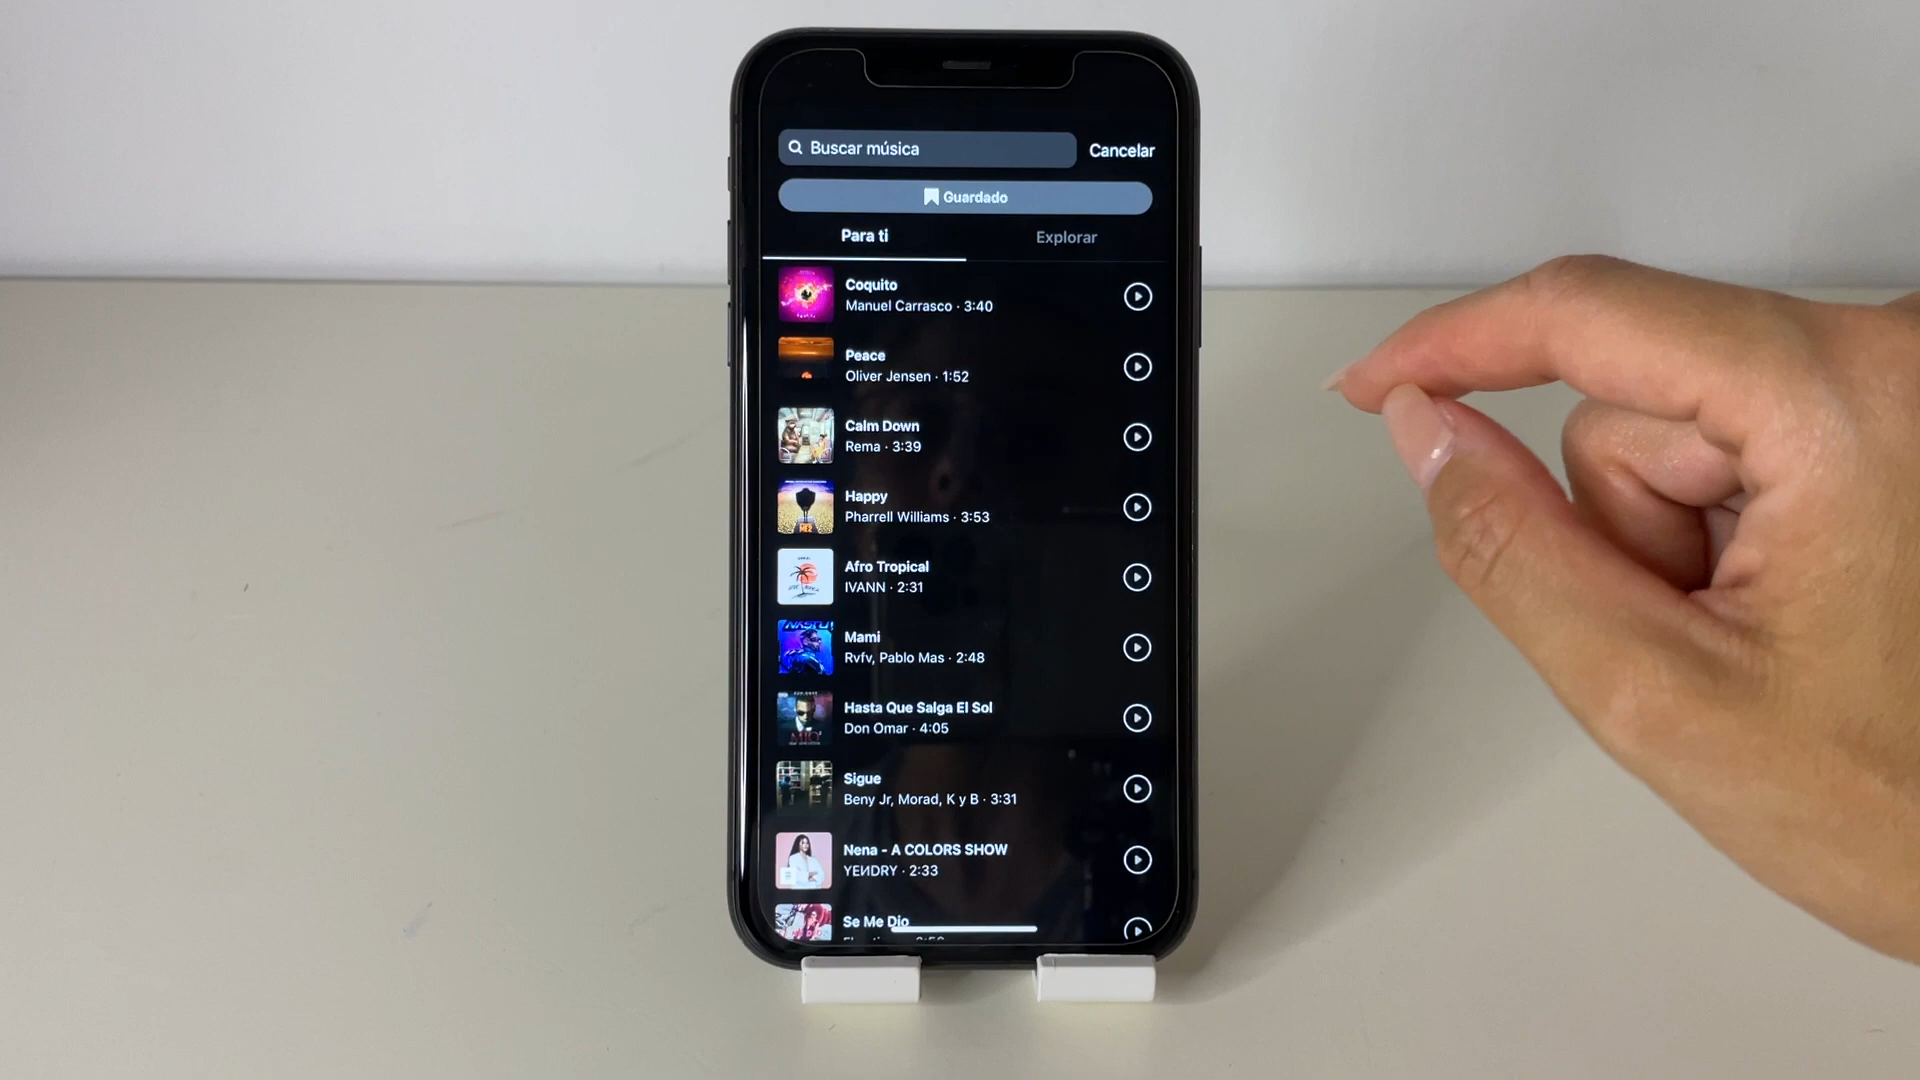 Buscar música
Cancelar
Guardado
Para ti
Explorar
Coquito
Manuel Carrasco · 3:40
Peace
Oliver Jensen · 1:52
Calm Down
Rema · 3:39
Happy
Pharrell Williams · 3:53
Afro Tropical
IVANN · 2:31
Mami
Rvfv, Pablo Mas · 2:48
Hasta Que Salga El Sol
Don Omar · 4:05
Sigue
Beny Jr, Morad, K y B · 3:31
Nena - A COLORS SHOW
YEИDRY · 2:33
Se Me Dio